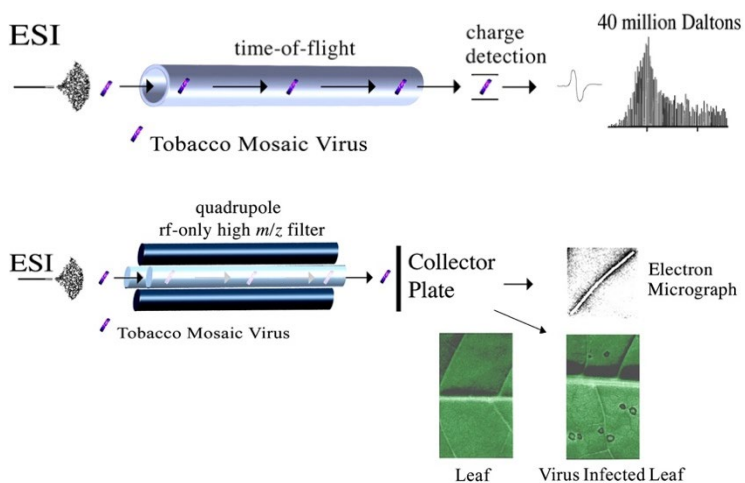 ESI
time-of-flight
charge
detection
40 million Daltons
Tobacco Mosaic Virus
quadrupole
rf-only high m/z filter
ESI
Collector
Plate
Electron
Micrograph
Tobacco Mosaic Virus
Leaf
Virus Infected Leaf